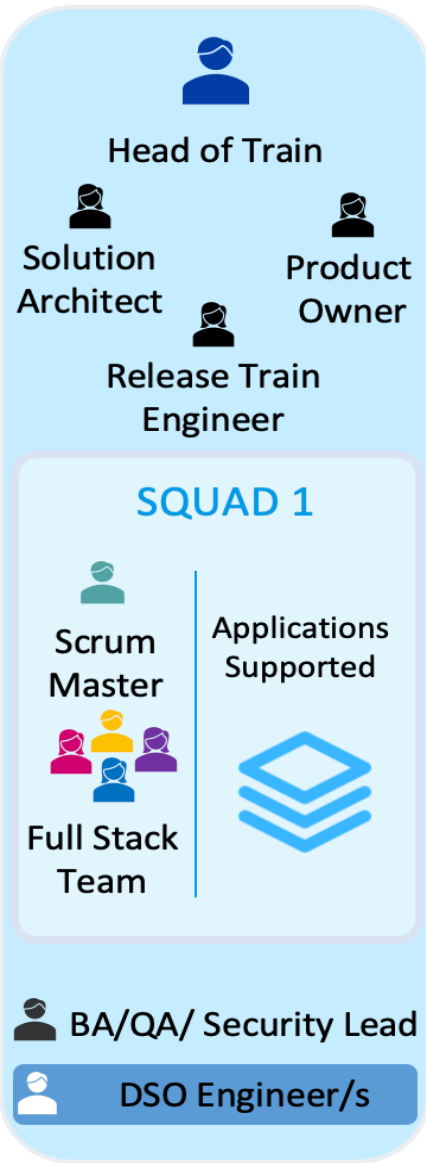 Head of Train
Solution
Architect
Product
Owner
Release Train
Engineer
SQUAD 1
Scrum
Master
Full Stack
Team
Applications
Supported
BA/QA/ Security Lead
DSO Engineer/s